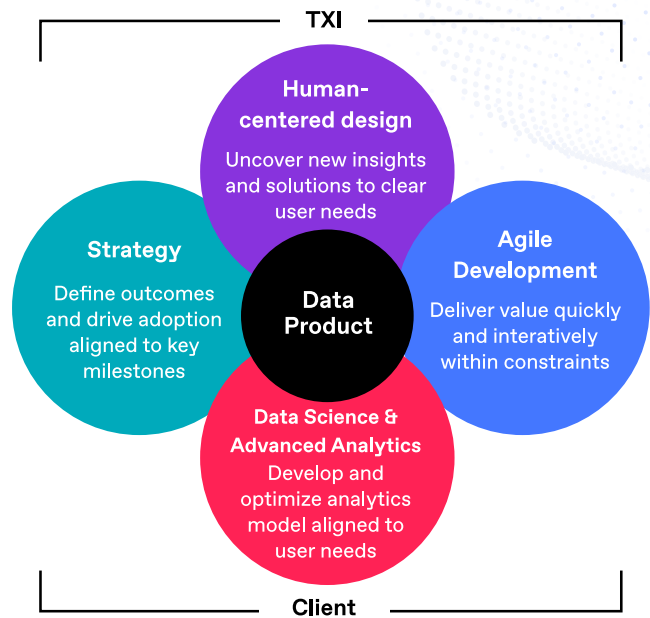 TXI
Human-
centered design
Uncover new insights
and solutions to clear
user needs
Strategy
Define outcomes
and drive adoption
aligned to key
milestones
Data
Product
Agile
Development
Deliver value quickly
and interatively
within constraints
Data Science &
Advanced Analytics
Develop and
optimize analytics
model aligned to
user needs
Client